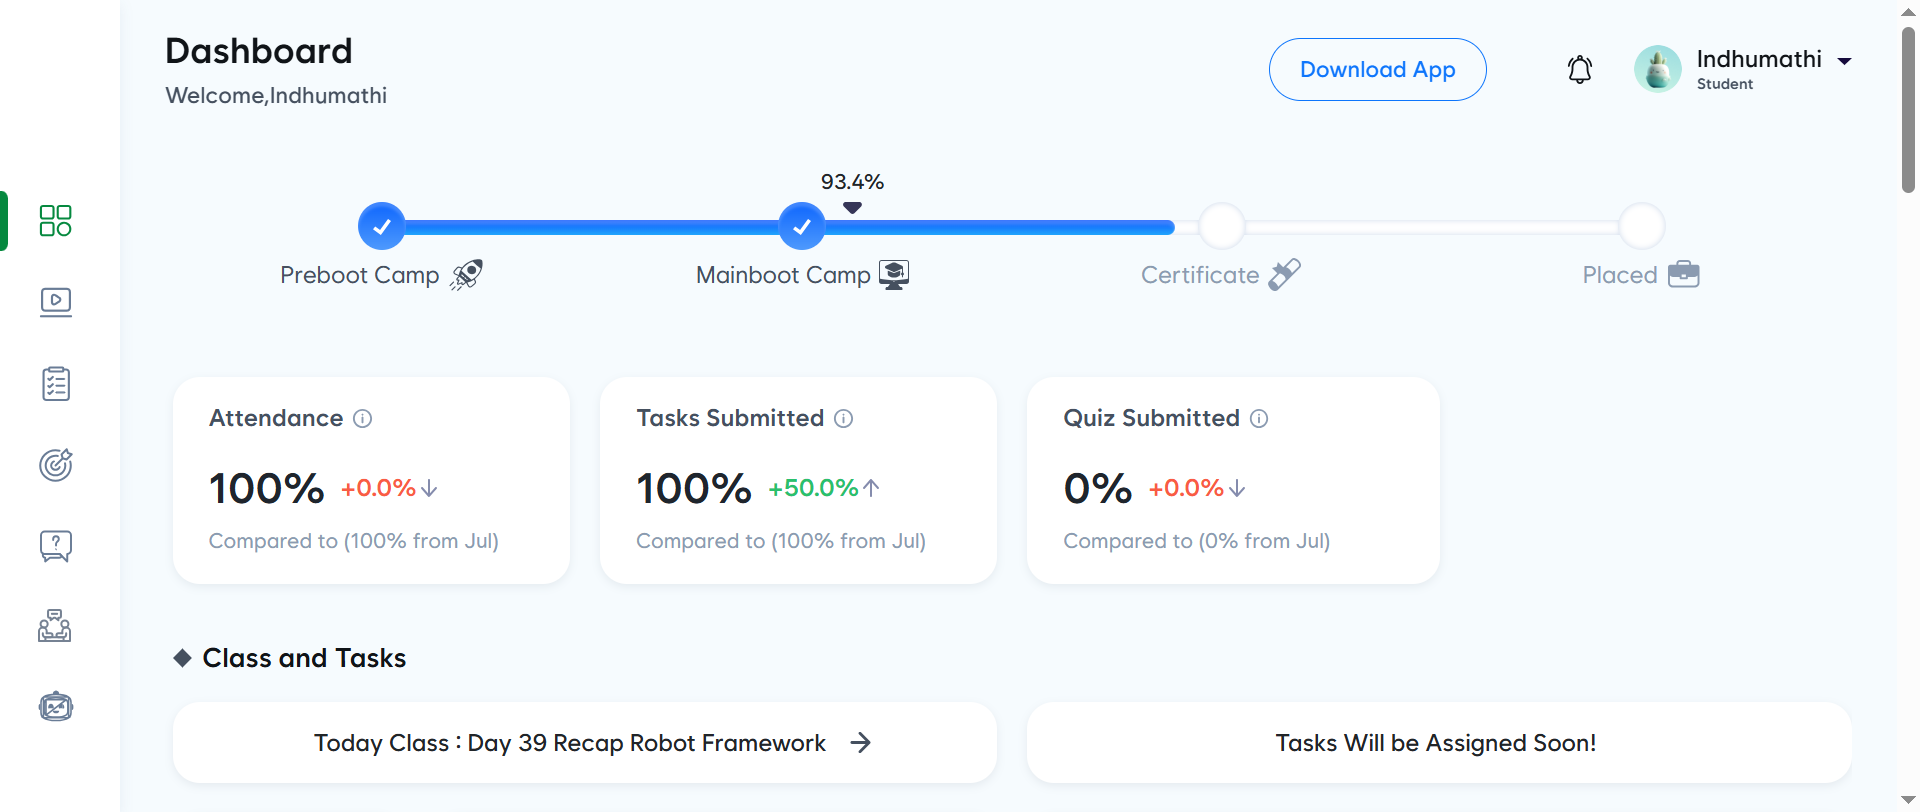 Dashboard
Welcome,Indhumathi
Download App
Indhumathi
Student
93.4%
Preboot Camp
Mainboot Camp
Certificate
Placed
Attendance
100% +0.0%
Compared to (100% from Jul)
Tasks Submitted
100% +50.0%
Compared to (100% from Jul)
Quiz Submitted
0% +0.0%
Compared to (0% from Jul)
Class and Tasks
Today Class : Day 39 Recap Robot Framework
Tasks Will be Assigned Soon!